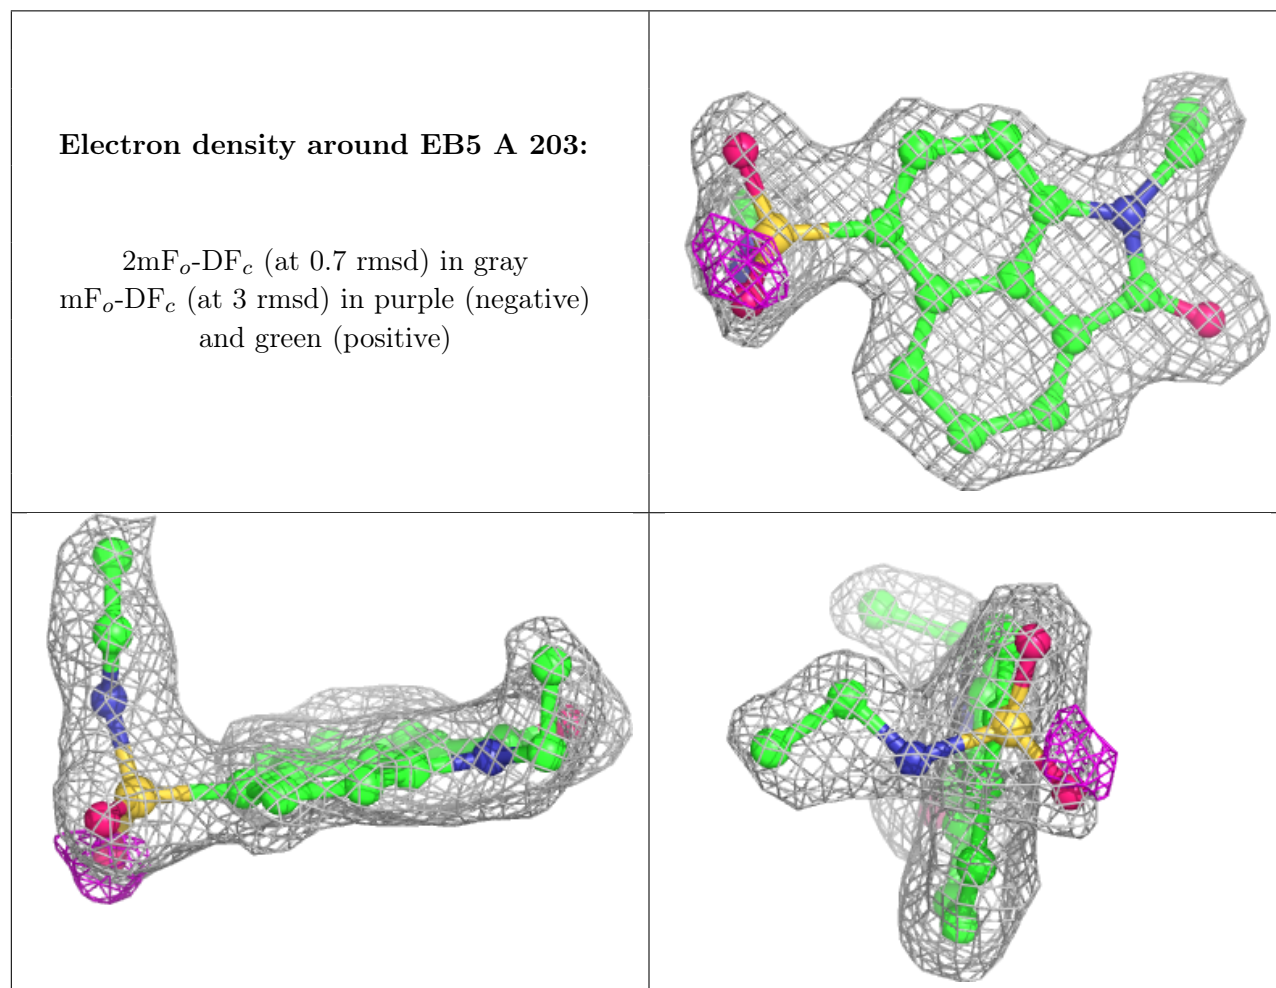 Electron density around EB5 A 203:
2mFo-DFc (at 0.7 rmsd) in gray
mFo-DFc (at 3 rmsd) in purple (negative)
and green (positive)